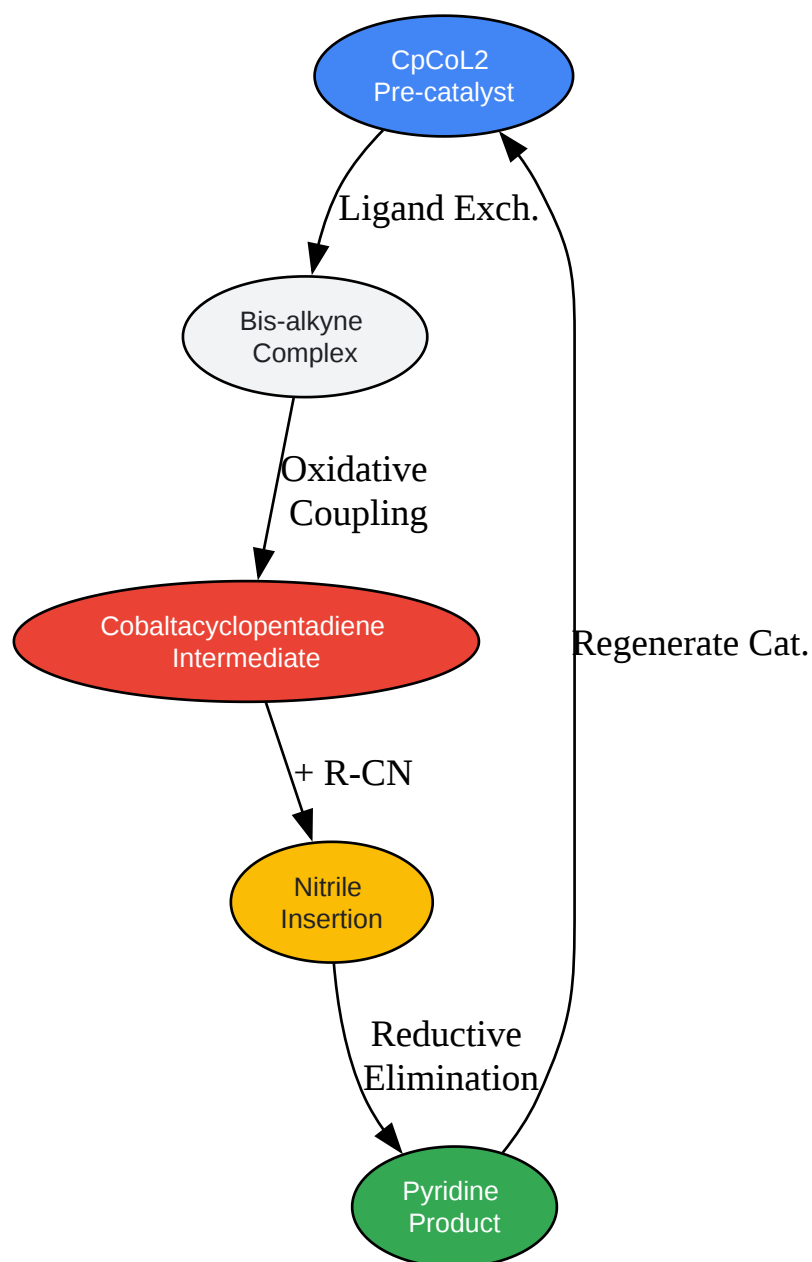 CpCoL2
Pre-catalyst
Ligand Exch.
Bis-alkyne
Complex
Oxidative
Coupling
Cobaltacyclopentadiene
Intermediate
Regenerate Cat.
+ R-CN
Nitrile
Insertion
Reductive
Elimination
Pyridine
Product